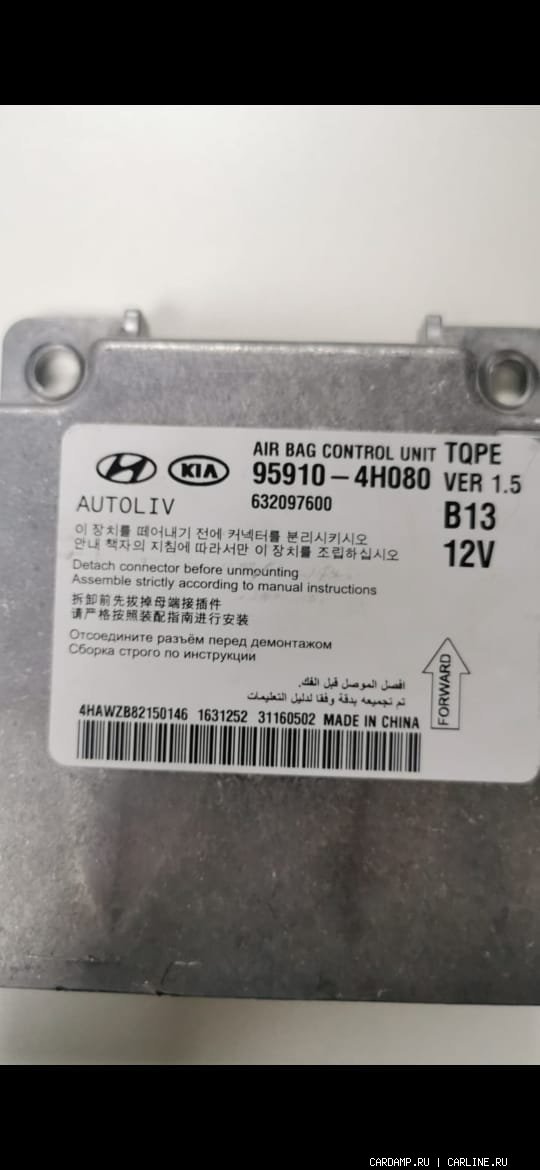 AIR BAG CONTROL UNIT TQPE
KIA 95910-4H080 VER 1.5
AUTOLIV 632097600 B13
12V
이 장치를 떼어내기 전에 커넥터를 분리시키시오
안내 책자의 지침에 따라서만 이 장치를 조립하십시오
Detach connector before unmounting
Assemble strictly according to manual instructions
拆卸前先拔掉母端接插件
请严格按照装配指南进行安装
Отсоедините разъём перед демонтажом
Сборка строго по инструкции
افصل الموصل قبل الفك.
تم تجميعه بدقة وفقا لدليل التعليمات
FORWARD
4HAWZB82150146 1631252 31160502 MADE IN CHINA
CARDAMP.RU | CARLINE.RU